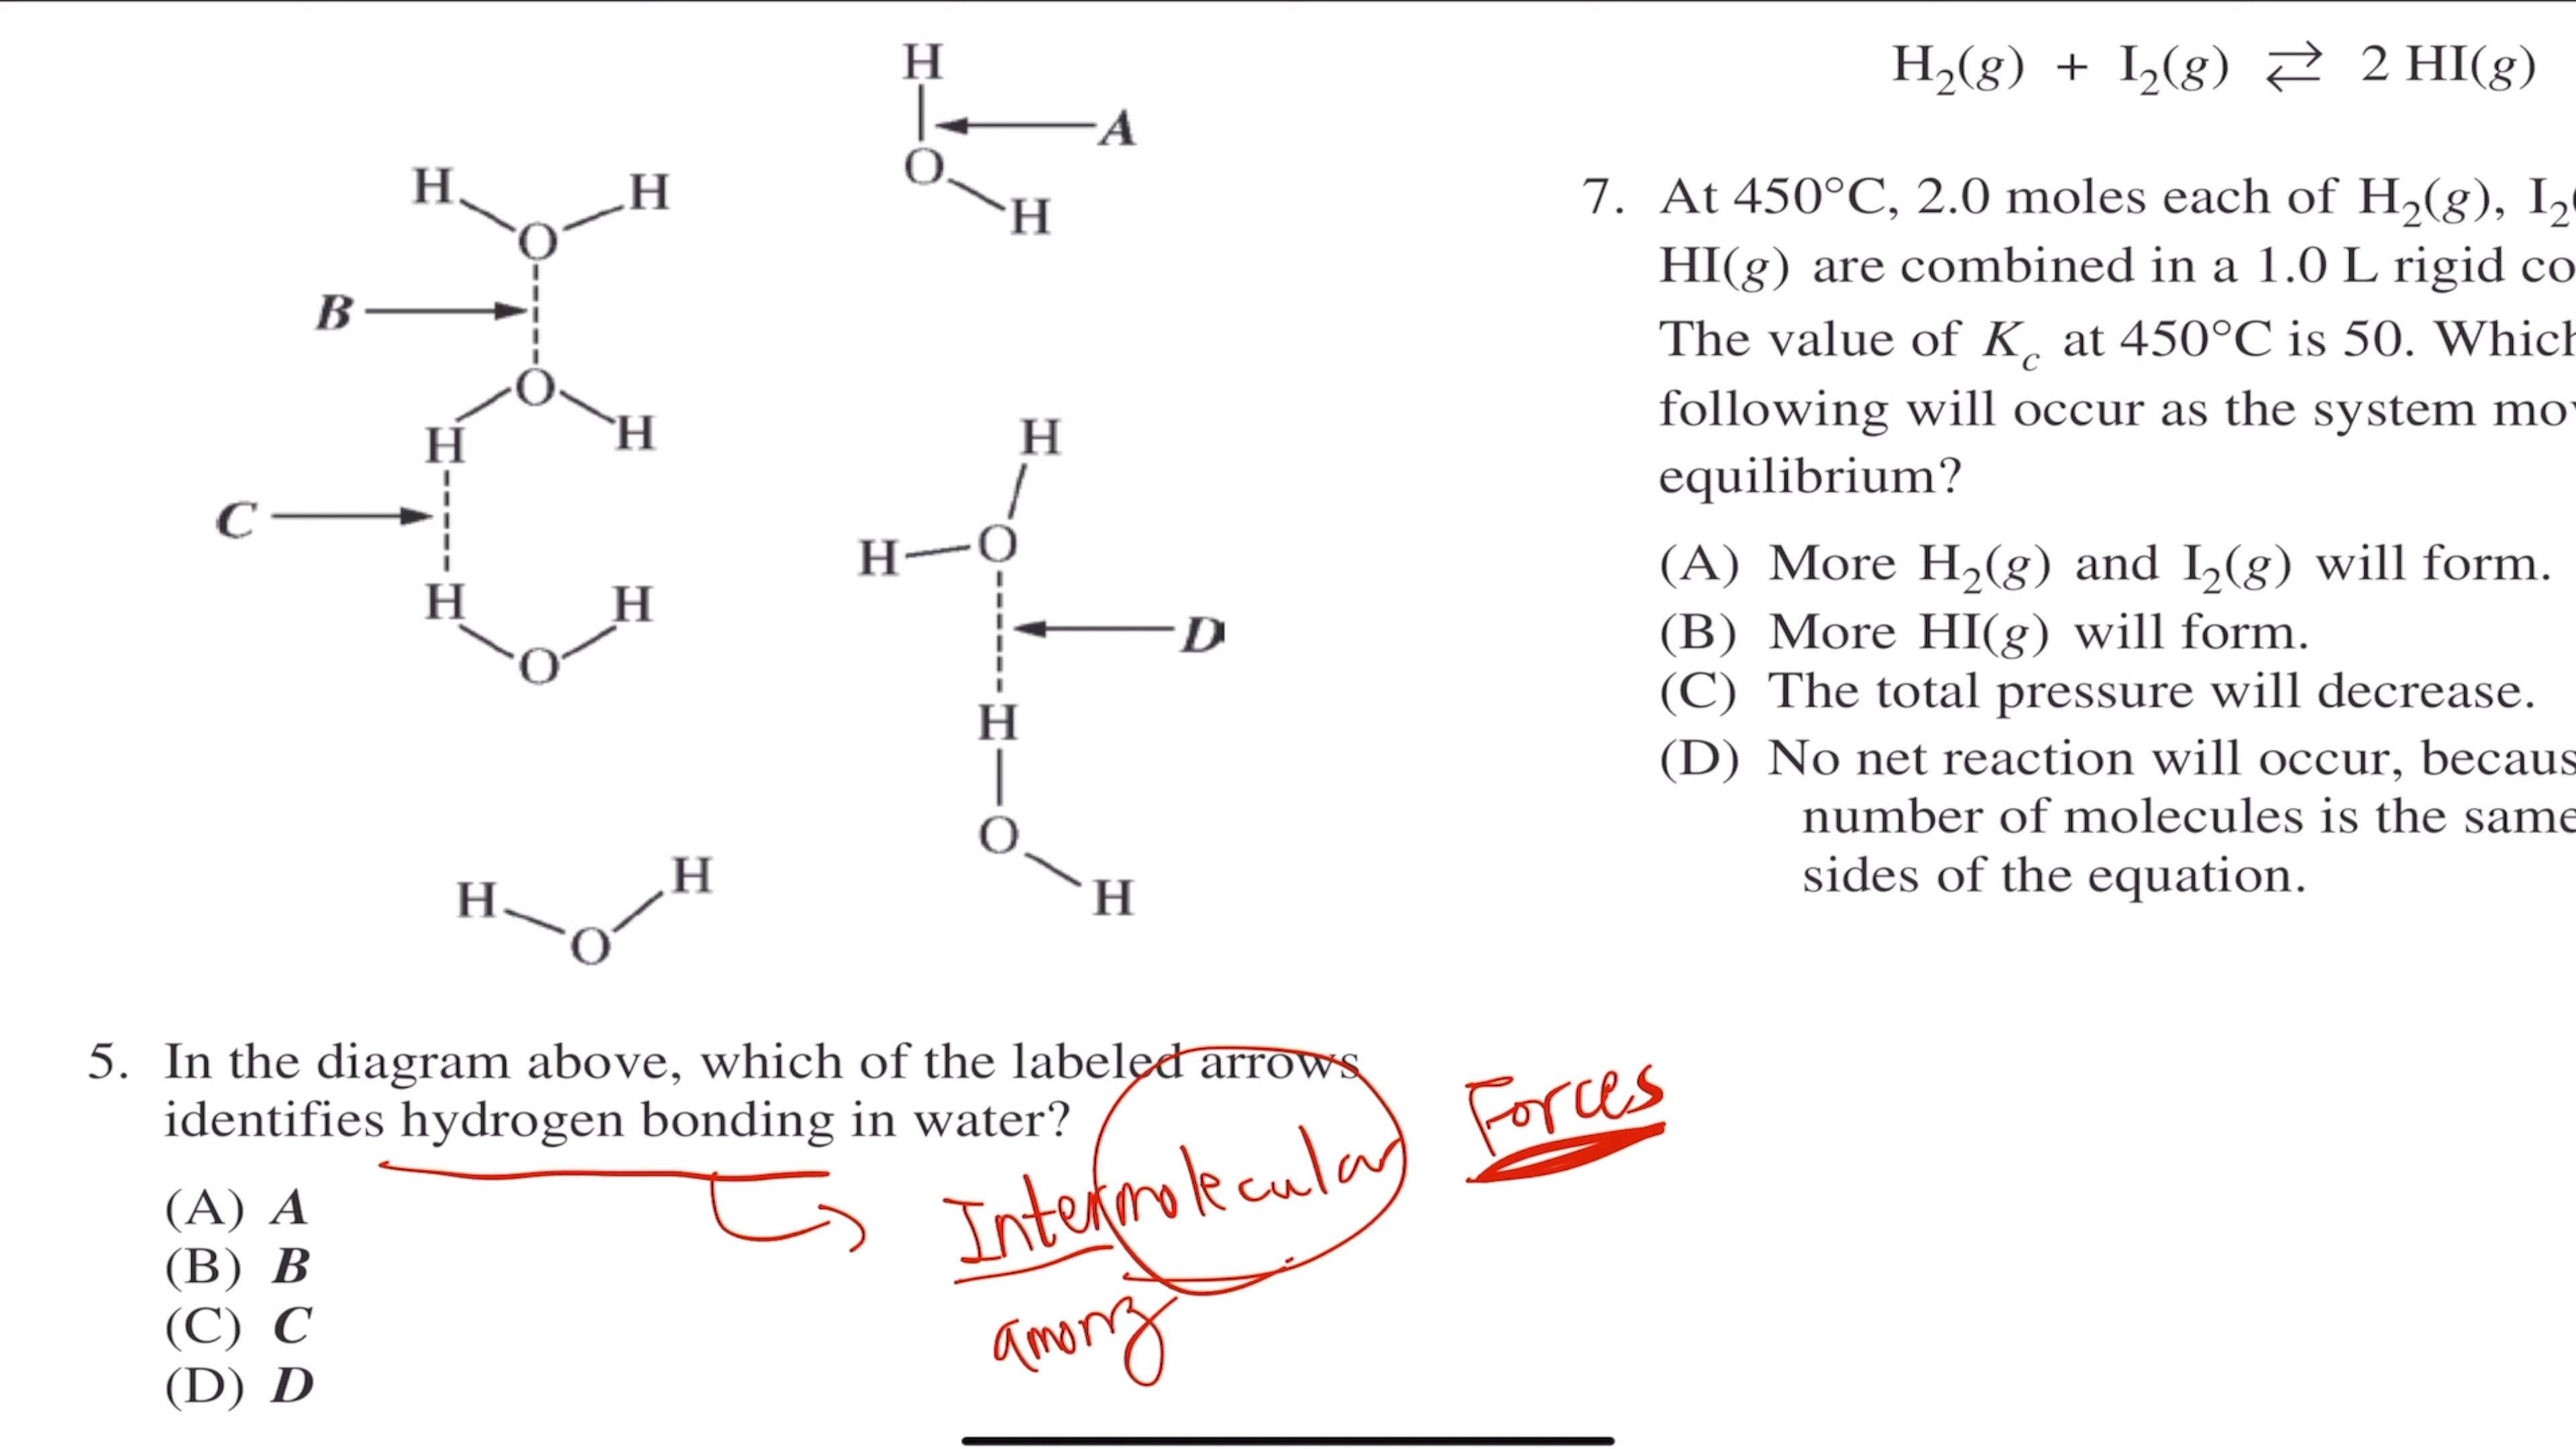 H
A
O
H
H
H
O
B
O
H
H
C
H
H
O
H
H
O
D
H
O
H
H
H
O
5. In the diagram above, which of the labeled arrows
identifies hydrogen bonding in water?
(A) A
(B) B
(C) C
(D) D
Intermolecular Forces
among
H₂(g) + I₂(g) ⇄ 2 HI(g)
7. At 450°C, 2.0 moles each of H₂(g), I₂(
HI(g) are combined in a 1.0 L rigid co
The value of K𝑐 at 450°C is 50. Which
following will occur as the system mo
equilibrium?
(A) More H₂(g) and I₂(g) will form.
(B) More HI(g) will form.
(C) The total pressure will decrease.
(D) No net reaction will occur, becaus
number of molecules is the same
sides of the equation.